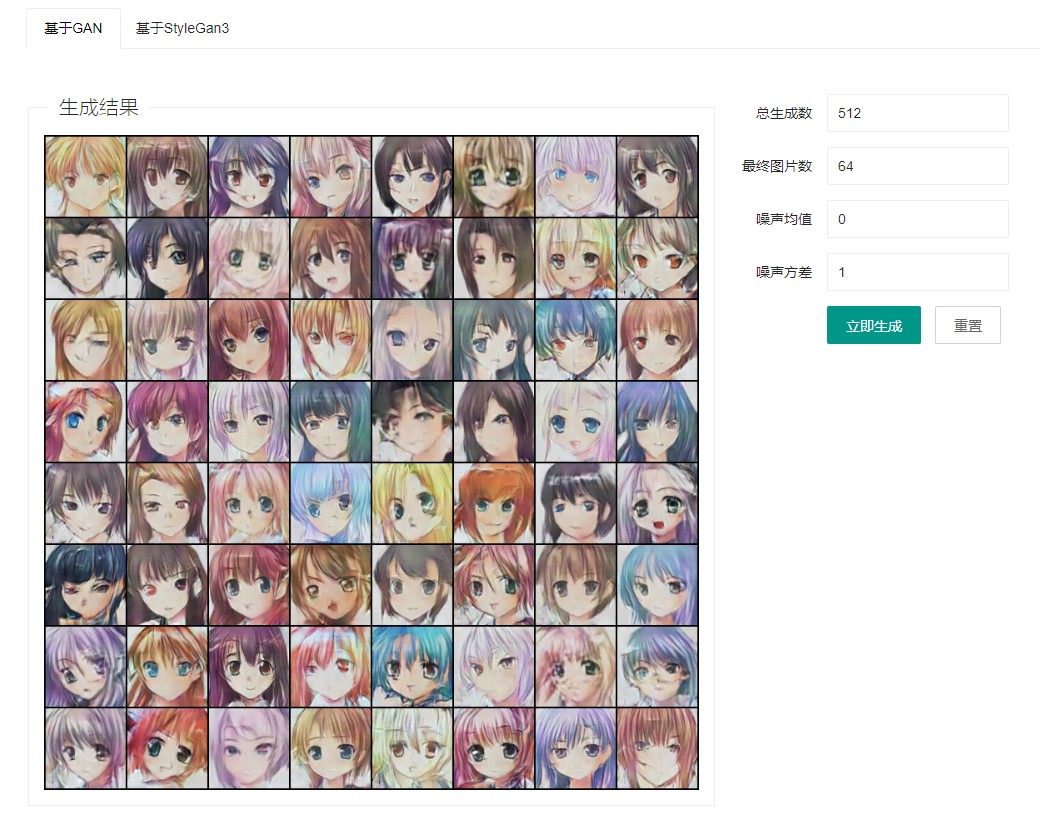 基于GAN
基于StyleGan3
生成结果
总生成数 512
最终图片数 64
噪声均值 0
噪声方差 1
立即生成 重置